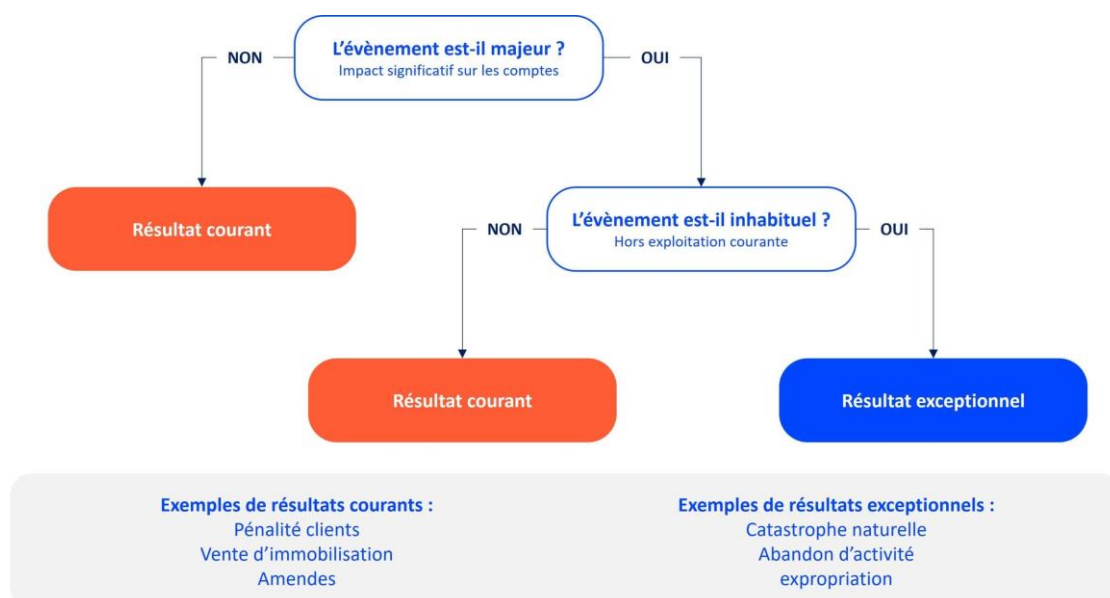 L’évènement est-il majeur ?
Impact significatif sur les comptes
NON
OUI
Résultat courant
L’évènement est-il inhabituel ?
Hors exploitation courante
NON
OUI
Résultat courant
Résultat exceptionnel
Exemples de résultats courants :
Pénalité clients
Vente d’immobilisation
Amendes
Exemples de résultats exceptionnels :
Catastrophe naturelle
Abandon d’activité
expropriation